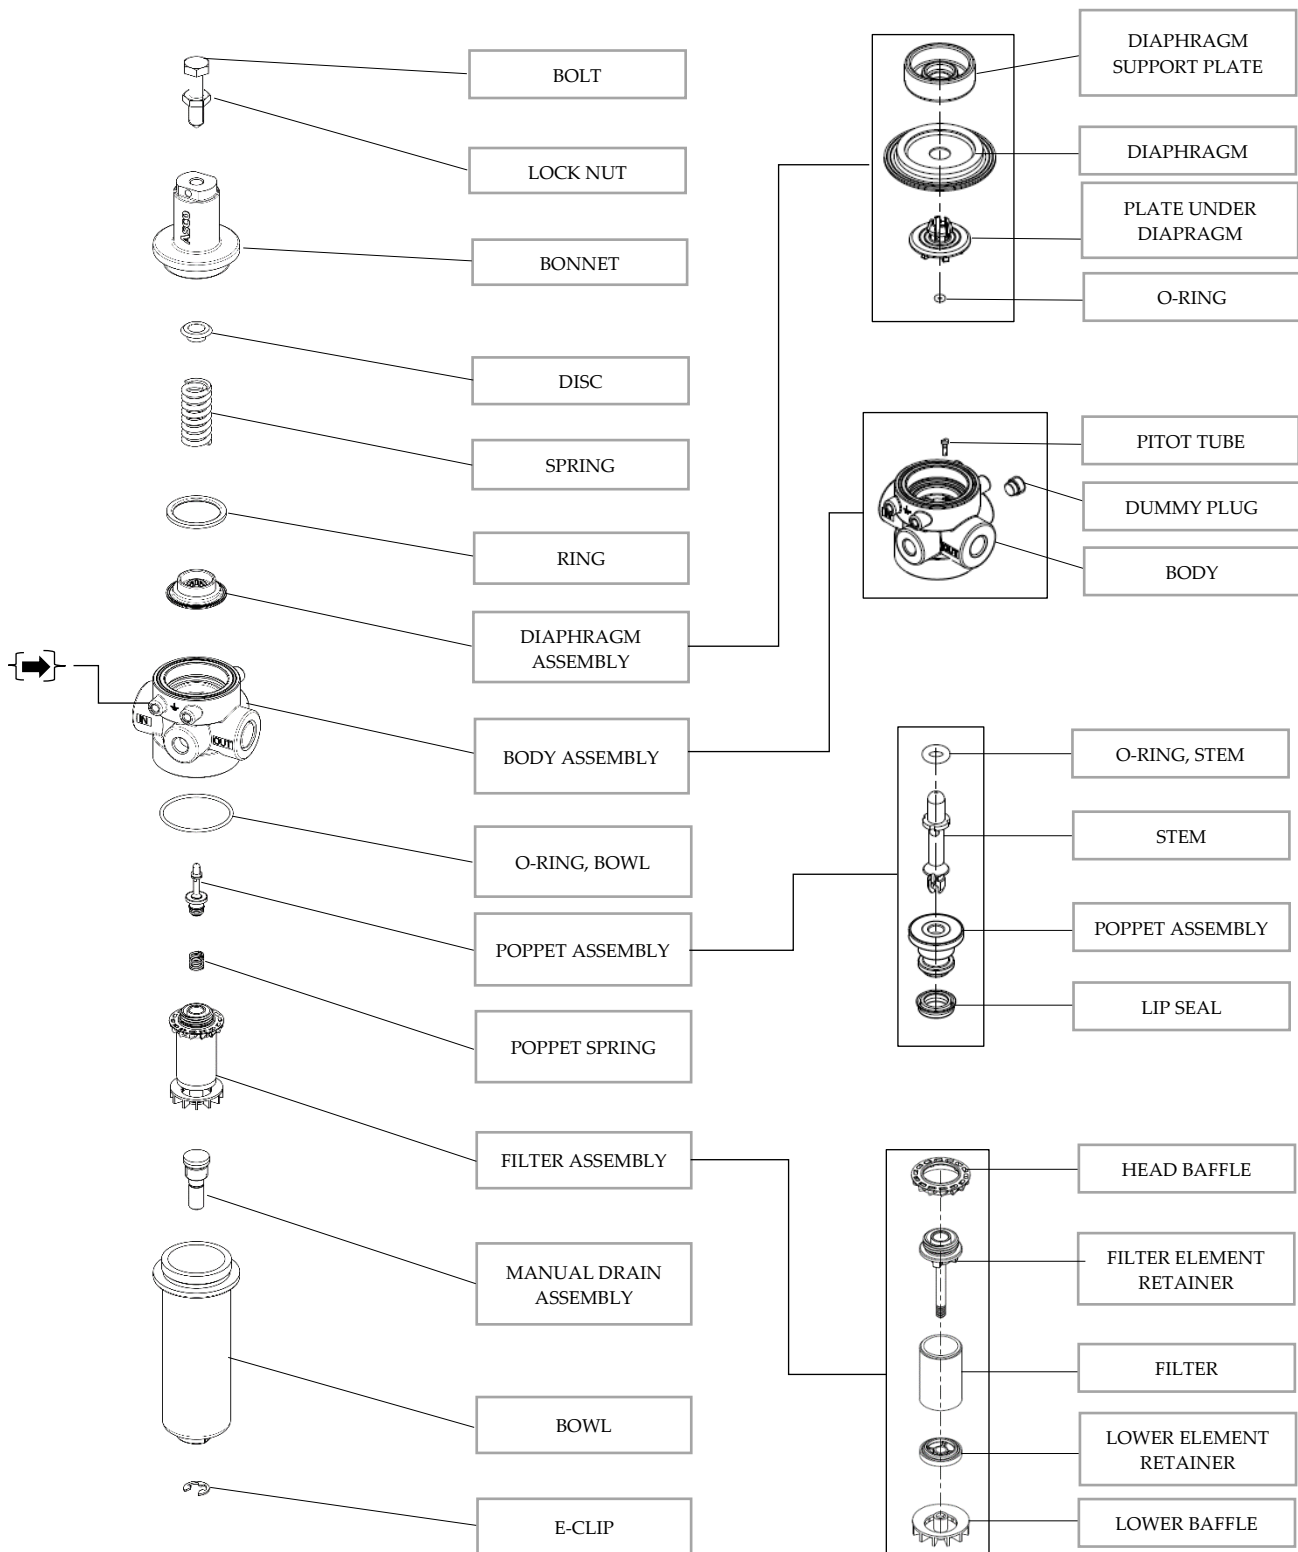 BOLT
LOCK NUT
ASCO
BONNET
DISC
SPRING
RING
DIAPHRAGM
ASSEMBLY
IN
OUT
BODY ASSEMBLY
O-RING, BOWL
POPPET ASSEMBLY
POPPET SPRING
FILTER ASSEMBLY
MANUAL DRAIN
ASSEMBLY
BOWL
E-CLIP
DIAPHRAGM
SUPPORT PLATE
DIAPHRAGM
PLATE UNDER
DIAPRAGM
O-RING
PITOT TUBE
DUMMY PLUG
IN
OUT
BODY
O-RING, STEM
STEM
POPPET ASSEMBLY
LIP SEAL
HEAD BAFFLE
FILTER ELEMENT
RETAINER
FILTER
LOWER ELEMENT
RETAINER
LOWER BAFFLE